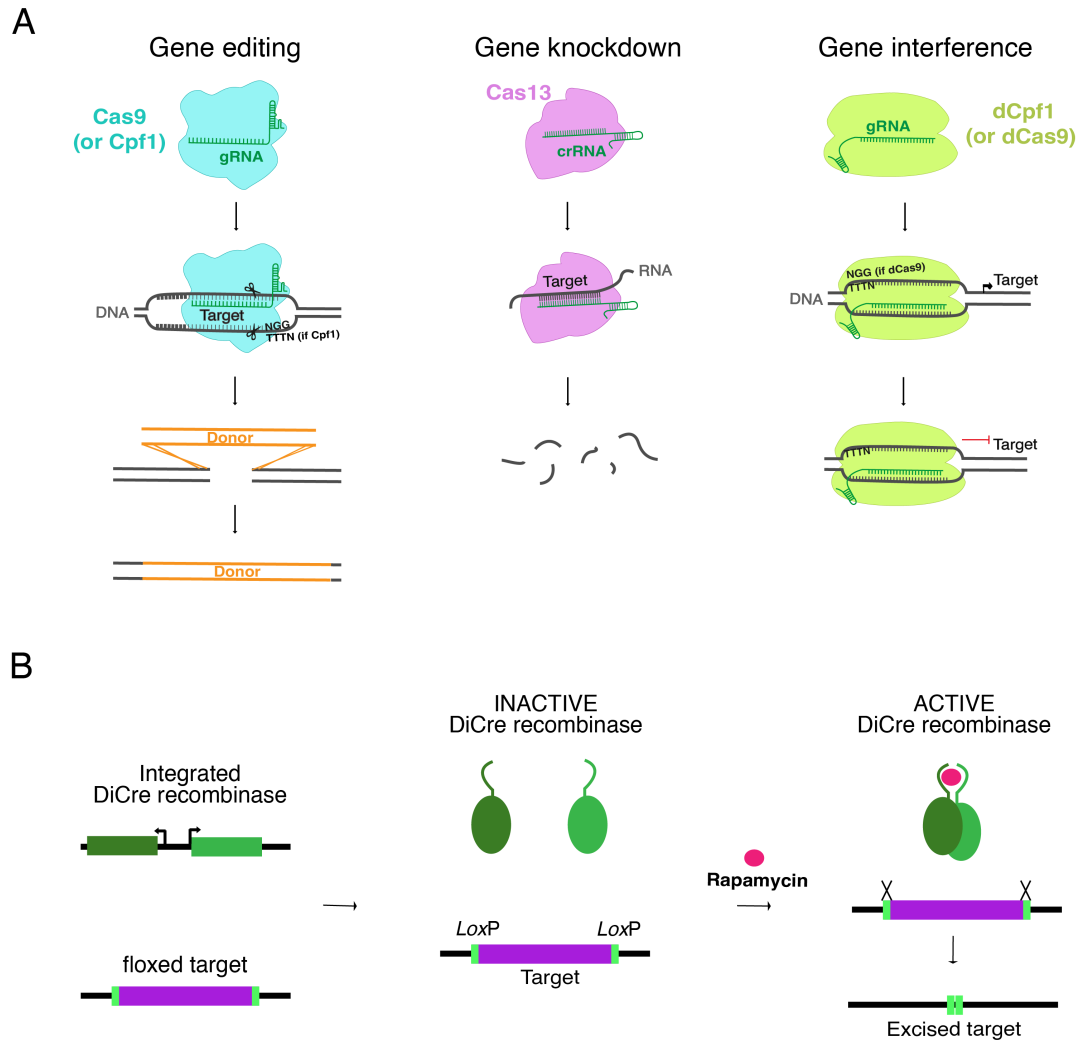 A
Gene editing
Cas9
(or Cpf1)
gRNA
DNA
Target
NGG
TTTN (if Cpf1)
Donor
Donor
Gene knockdown
Cas13
crRNA
Target
RNA
Gene interference
gRNA
dCpf1
(or dCas9)
NGG (if dCas9)
TTTN
DNA
Target
TTTN
Target
B
Integrated
DiCre recombinase
floxed target
INACTIVE
DiCre recombinase
LoxP
LoxP
Target
Rapamycin
ACTIVE
DiCre recombinase
X
X
Excised target